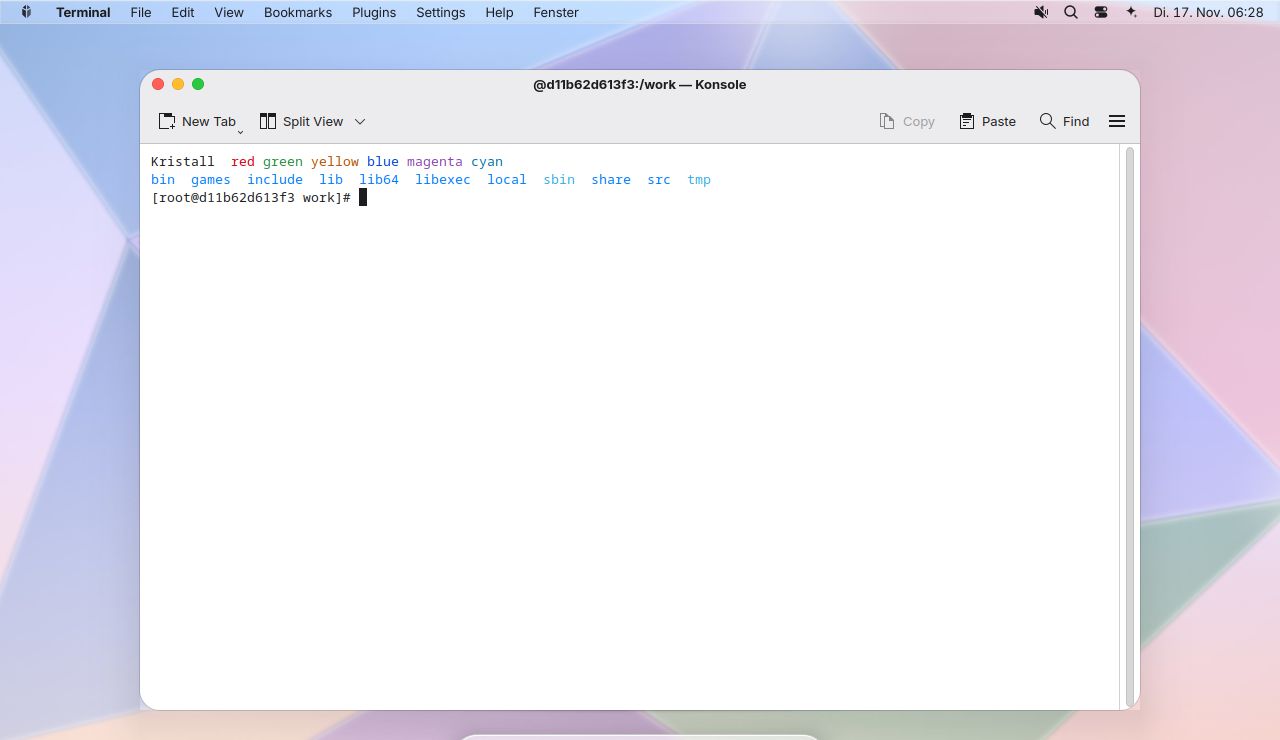 Terminal File Edit View Bookmarks Plugins Settings Help Fenster Di. 17. Nov. 06:28
@d11b62d613f3:/work — Konsole
New Tab Split View Copy Paste Find
Kristall  red green yellow blue magenta cyan
bin  games  include  lib  lib64  libexec  local  sbin  share  src  tmp
[root@d11b62d613f3 work]#